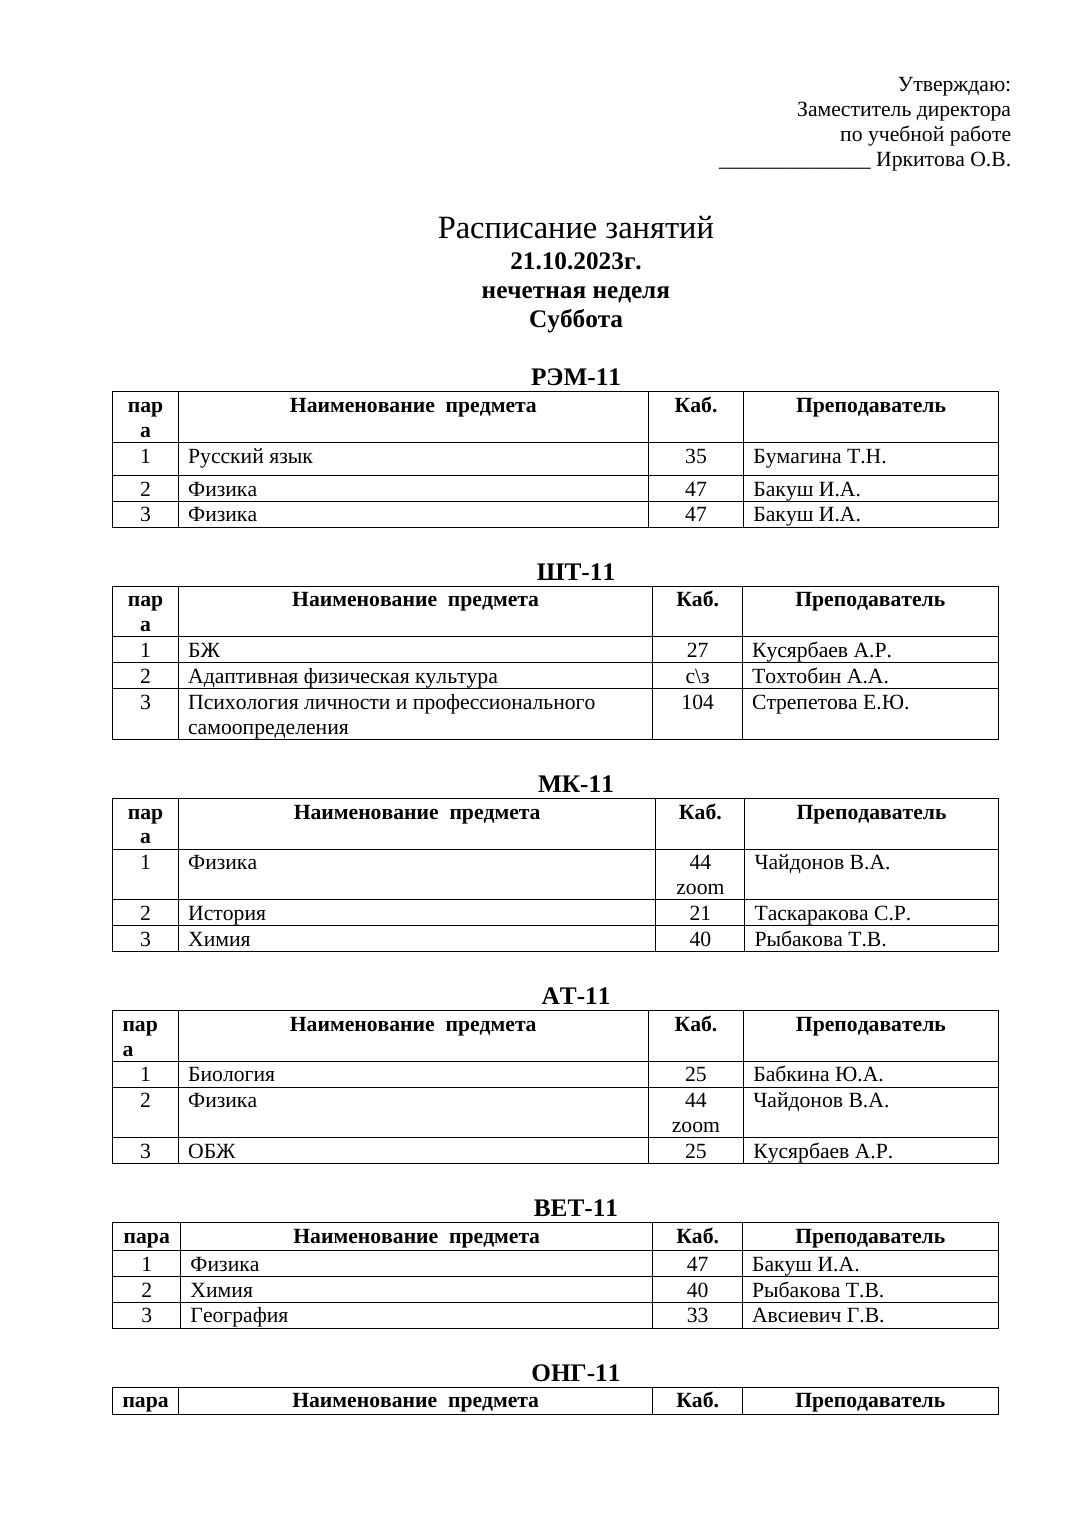 Утверждаю:
Заместитель директора
по учебной работе
______________ Иркитова О.В.
Расписание занятий
21.10.2023г.
нечетная неделя
Суббота
РЭМ-11
пар Наименование предмета Каб. Преподаватель
а
1 Русский язык 35 Бумагина Т.Н.
2 Физика 47 Бакуш И.А.
3 Физика 47 Бакуш И.А.
ШТ-11
пар Наименование предмета Каб. Преподаватель
а
1 БЖ 27 Кусярбаев А.Р.
2 Адаптивная физическая культура с\з Тохтобин А.А.
3 Психология личности и профессионального 104 Стрепетова Е.Ю.
самоопределения
МК-11
пар Наименование предмета Каб. Преподаватель
а
1 Физика 44 Чайдонов В.А.
zoom
2 История 21 Таскаракова С.Р.
3 Химия 40 Рыбакова Т.В.
АТ-11
пар Наименование предмета Каб. Преподаватель
а
1 Биология 25 Бабкина Ю.А.
2 Физика 44 Чайдонов В.А.
zoom
3 ОБЖ 25 Кусярбаев А.Р.
ВЕТ-11
пара Наименование предмета Каб. Преподаватель
1 Физика 47 Бакуш И.А.
2 Химия 40 Рыбакова Т.В.
3 География 33 Авсиевич Г.В.
ОНГ-11
пара Наименование предмета Каб. Преподаватель